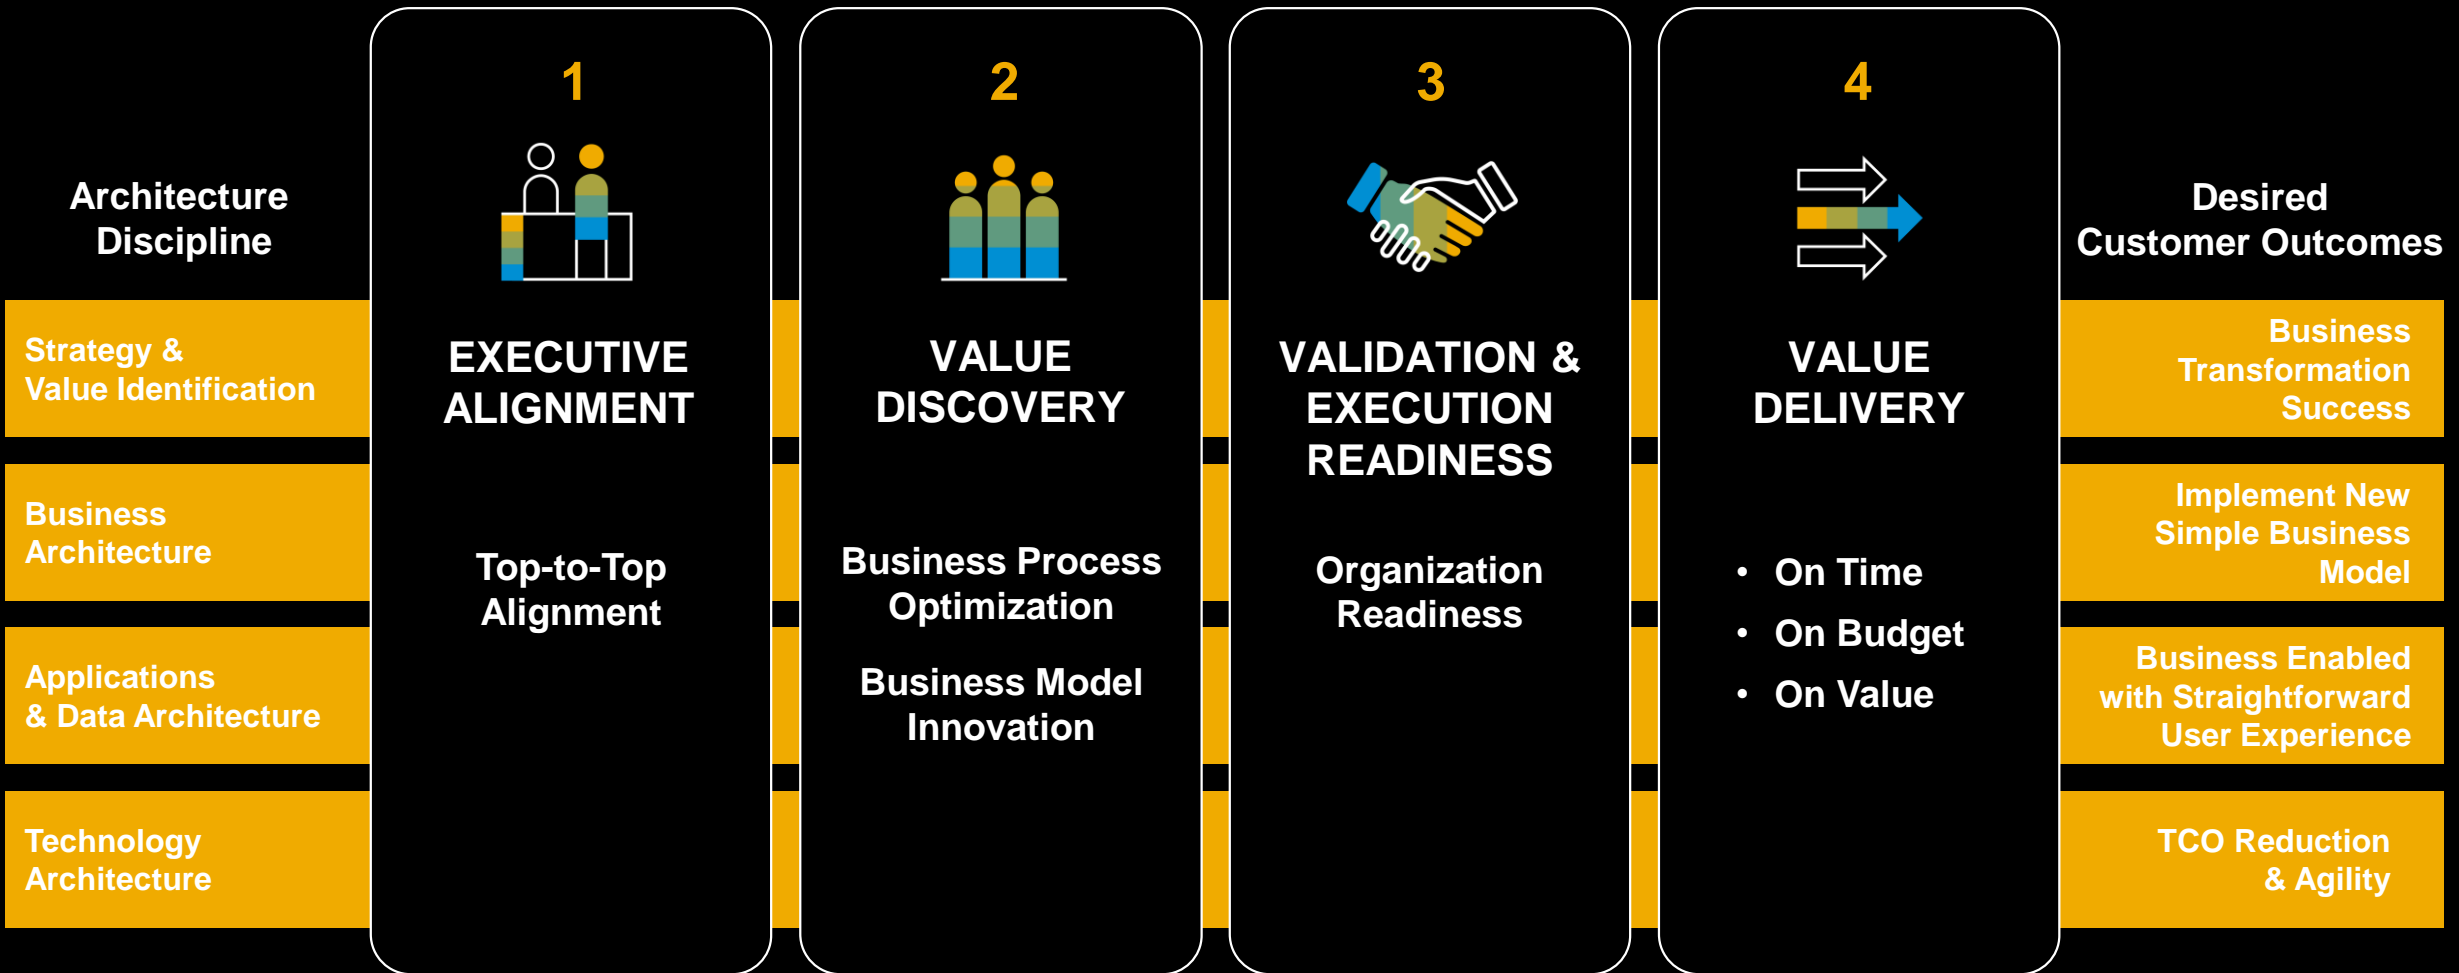 Architecture
Discipline
Strategy &
Value Identification
Business
Architecture
Applications
& Data Architecture
Technology
Architecture
1
EXECUTIVE
ALIGNMENT
Top-to-Top
Alignment
2
VALUE
DISCOVERY
Business Process
Optimization
Business Model
Innovation
3
VALIDATION &
EXECUTION
READINESS
Organization
Readiness
4
VALUE
DELIVERY
• On Time
• On Budget
• On Value
Desired
Customer Outcomes
Business
Transformation
Success
Implement New
Simple Business
Model
Business Enabled
with Straightforward
User Experience
TCO Reduction
& Agility